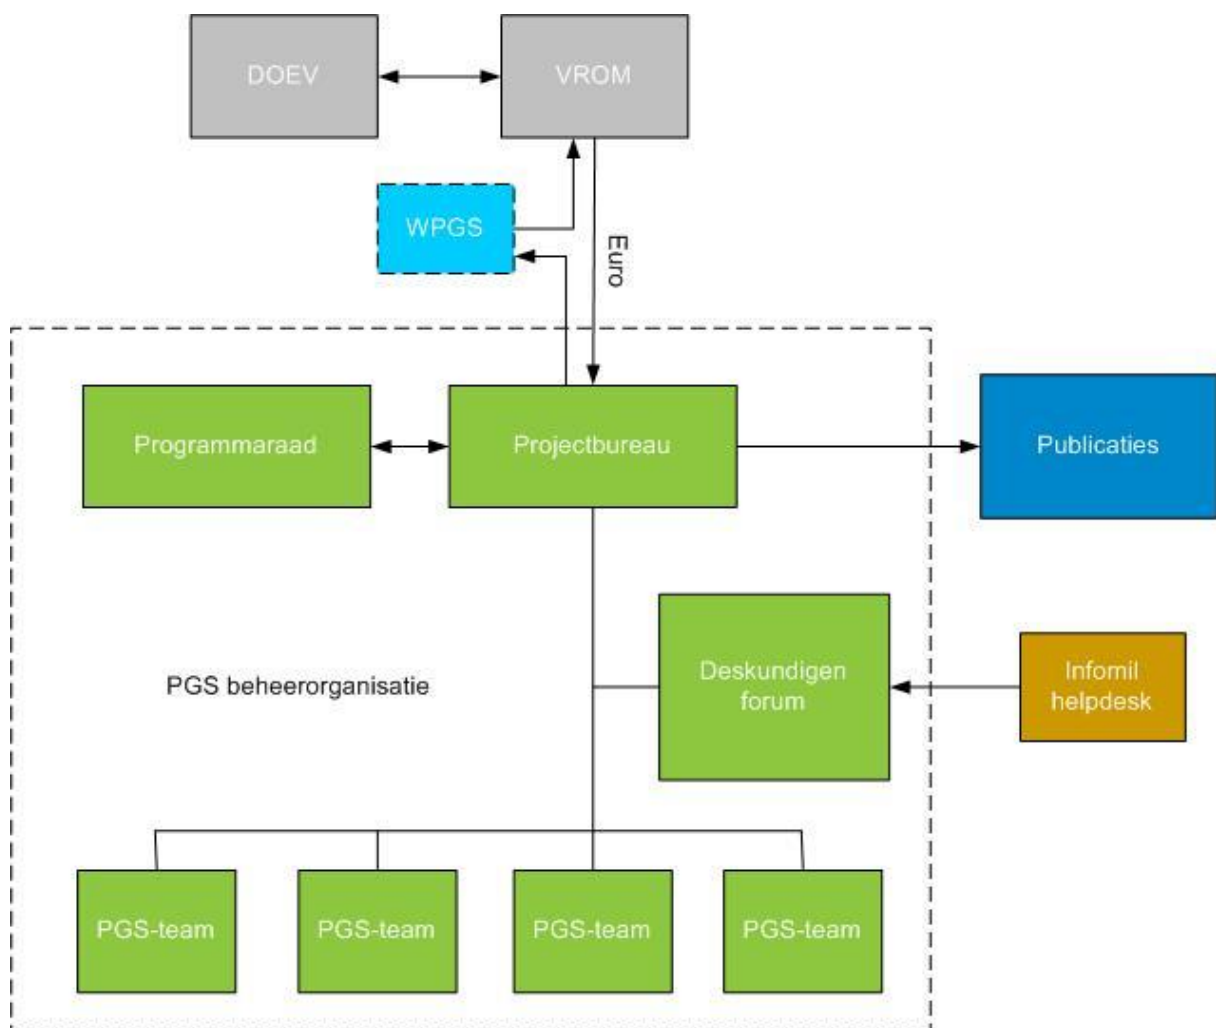 DOEV
VROM
WPGS
Euro
Programmaraad
Projectbureau
Publicaties
PGS beheerorganisatie
Deskundigen
forum
Infomil
helpdesk
PGS-team
PGS-team
PGS-team
PGS-team